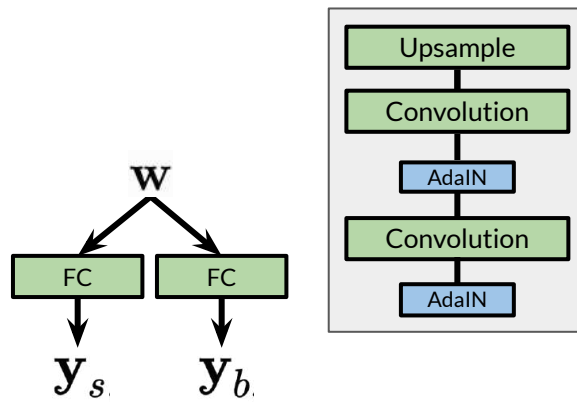 w
FC FC
y_s. y_b.
Upsample
Convolution
AdaIN
Convolution
AdaIN